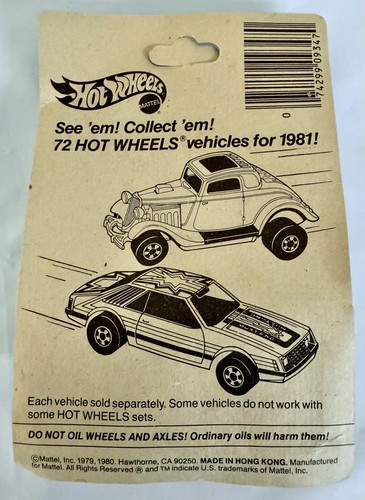 Hot Wheels
MATTEL
0
74299 09347
See 'em! Collect 'em!
72 HOT WHEELS® vehicles for 1981!
Each vehicle sold separately. Some vehicles do not work with
some HOT WHEELS sets.
DO NOT OIL WHEELS AND AXLES! Ordinary oils will harm them!
©Mattel, Inc. 1979, 1980. Hawthorne, CA 90250. MADE IN HONG KONG. Manufactured
for Mattel. All Rights Reserved ® and TM indicate U.S. trademarks of Mattel, Inc.